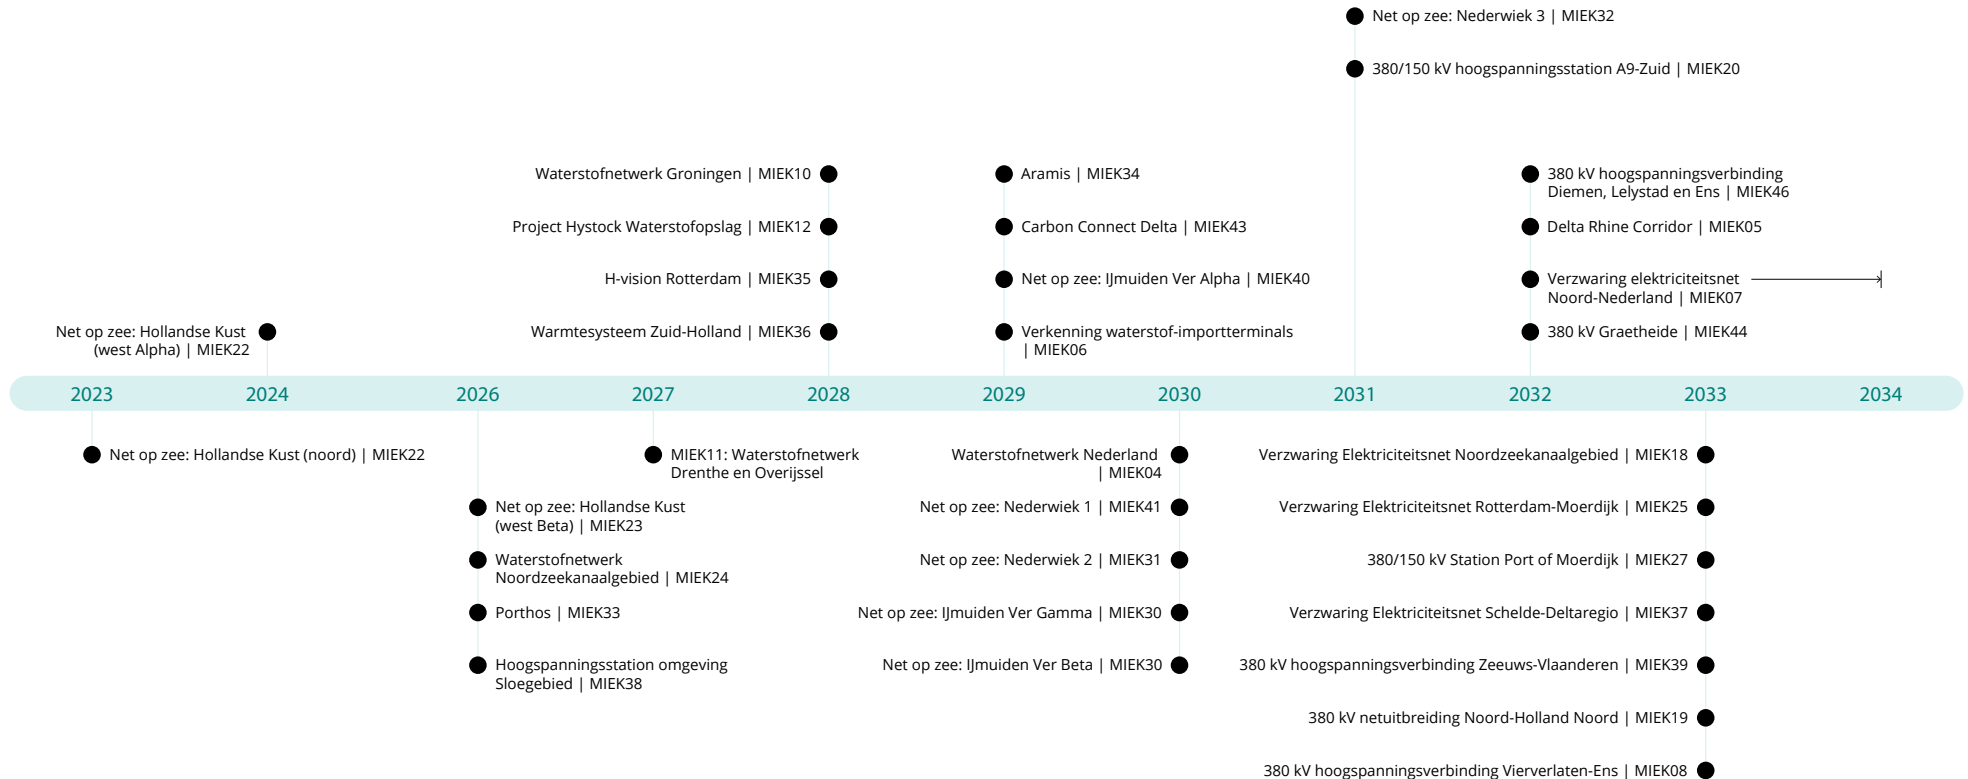 Net op zee: Nederwiek 3 | MIEK32
380/150 kV hoogspanningsstation A9-Zuid | MIEK20
Waterstofnetwerk Groningen | MIEK10
Project Hystock Waterstofopslag | MIEK12
H-vision Rotterdam | MIEK35
Warmtesysteem Zuid-Holland | MIEK36
Aramis | MIEK34
Carbon Connect Delta | MIEK43
Net op zee: IJmuiden Ver Alpha | MIEK40
Verkenning waterstof-importterminals
| MIEK06
380 kV hoogspanningsverbinding
Diemen, Lelystad en Ens | MIEK46
Delta Rhine Corridor | MIEK05
Verzwaring elektriciteitsnet
Noord-Nederland | MIEK07
380 kV Graetheide | MIEK44
Net op zee: Hollandse Kust
(west Alpha) | MIEK22
2023 2024 2026 2027 2028 2029 2030 2031 2032 2033 2034
Net op zee: Hollandse Kust (noord) | MIEK22
Net op zee: Hollandse Kust
(west Beta) | MIEK23
Waterstofnetwerk
Noordzeekanaalgebied | MIEK24
Porthos | MIEK33
Hoogspanningsstation omgeving
Sloegebied | MIEK38
MIEK11: Waterstofnetwerk
Drenthe en Overijssel
Waterstofnetwerk Nederland
| MIEK04
Net op zee: Nederwiek 1 | MIEK41
Net op zee: Nederwiek 2 | MIEK31
Net op zee: IJmuiden Ver Gamma | MIEK30
Net op zee: IJmuiden Ver Beta | MIEK30
Verzwaring Elektriciteitsnet Noordzeekanaalgebied | MIEK18
Verzwaring Elektriciteitsnet Rotterdam-Moerdijk | MIEK25
380/150 kV Station Port of Moerdijk | MIEK27
Verzwaring Elektriciteitsnet Schelde-Deltaregio | MIEK37
380 kV hoogspanningsverbinding Zeeuws-Vlaanderen | MIEK39
380 kV netuitbreiding Noord-Holland Noord | MIEK19
380 kV hoogspanningsverbinding Vierverlaten-Ens | MIEK08